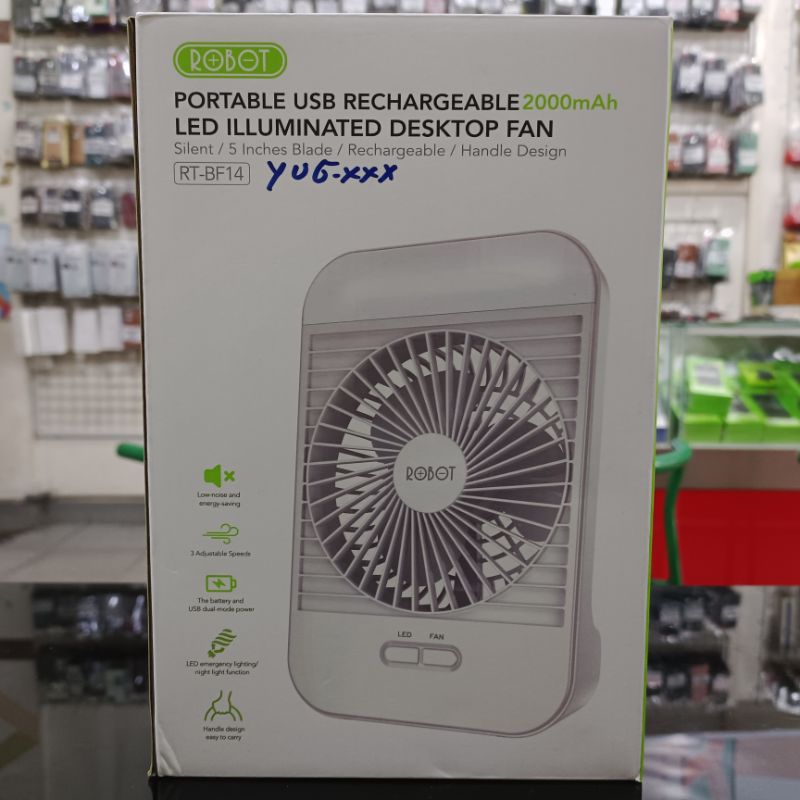 ROBOT
PORTABLE USB RECHARGEABLE 2000mAh
LED ILLUMINATED DESKTOP FAN
Silent / 5 Inches Blade / Rechargeable / Handle Design
RT-BF14 YUG-xxx
ROBOT
LED FAN
Low-noise and
energy-saving
3 Adjustable Speeds
The battery and
USB dual-mode power
LED emergency lighting/
night light function
Handle design
easy to carry